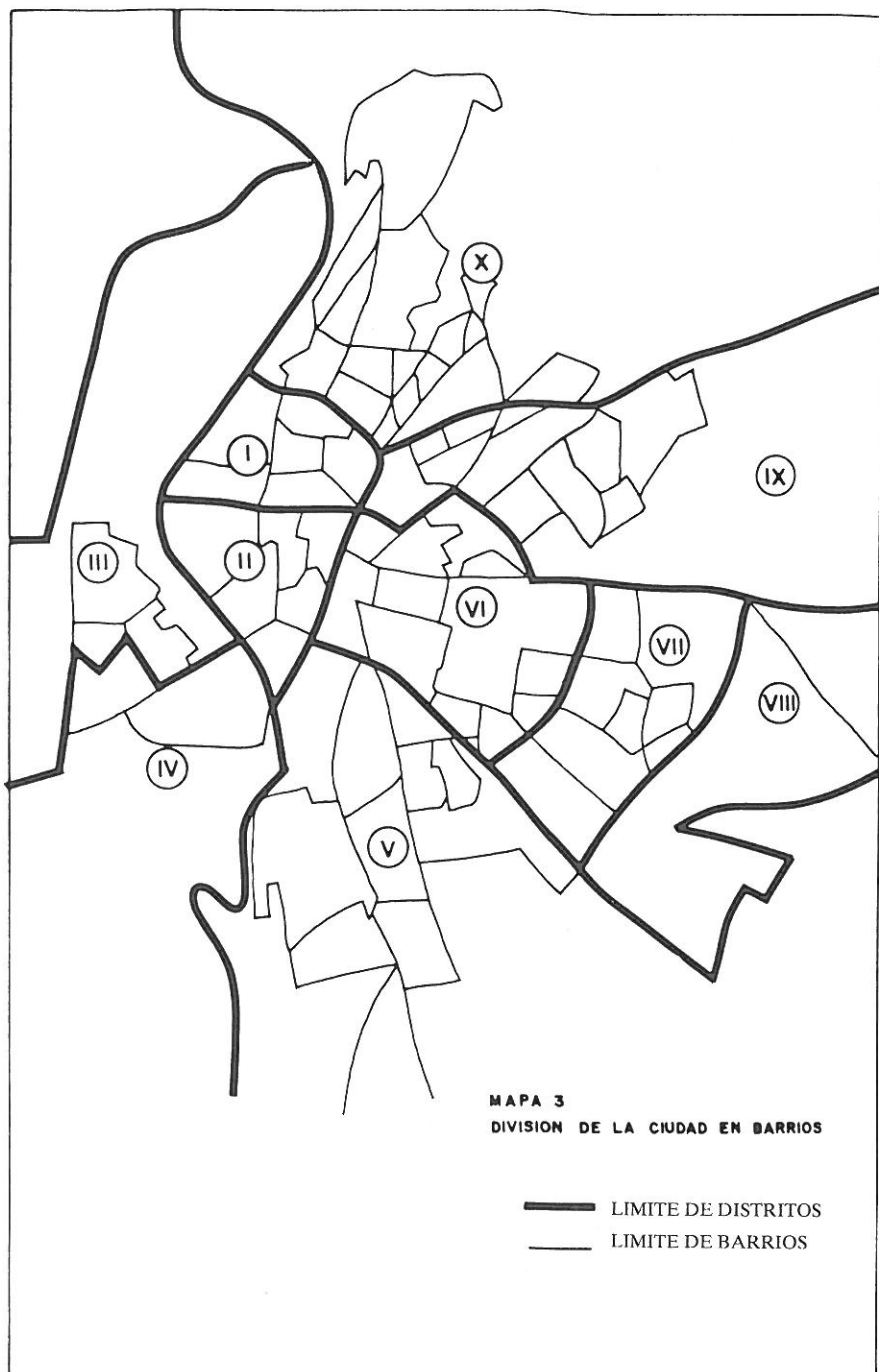 X
I
IX
III
II
VI
VII
VIII
IV
V
MAPA 3
DIVISION DE LA CIUDAD EN BARRIOS
LIMITE DE DISTRITOS
LIMITE DE BARRIOS